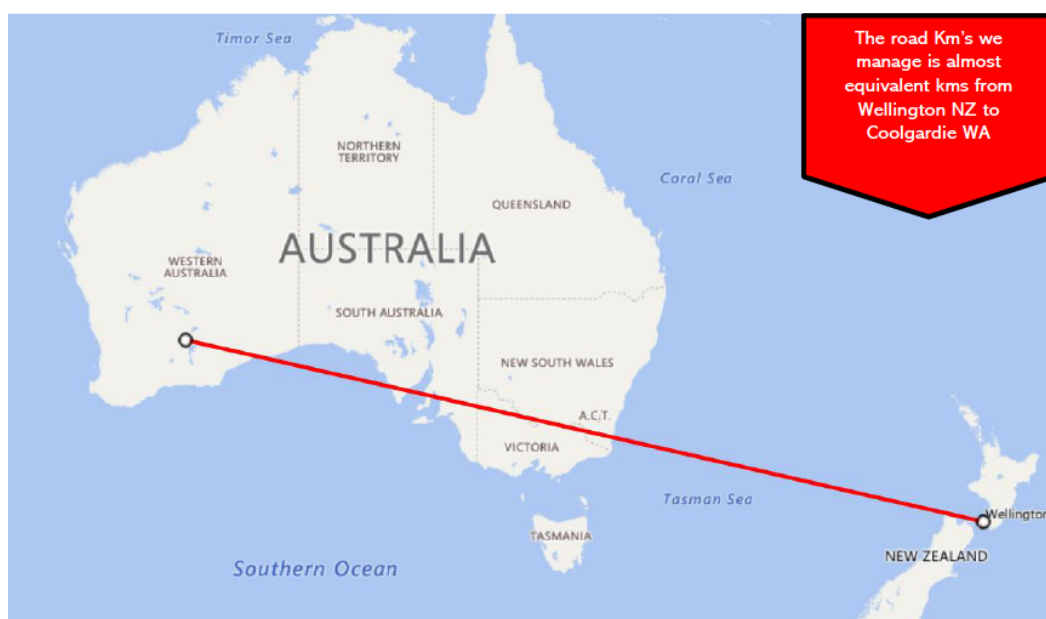 Timor Sea
The road Km's we
manage is almost
equivalent kms from
Wellington NZ to
Coolgardie WA
NORTHERN
TERRITORY
Coral Sea
QUEENSLAND
AUSTRALIA
WESTERN
AUSTRALIA
SOUTH AUSTRALIA
NEW SOUTH WALES
A.C.T.
VICTORIA
Tasman Sea
Wellington
TASMANIA
NEW ZEALAND
Southern Ocean